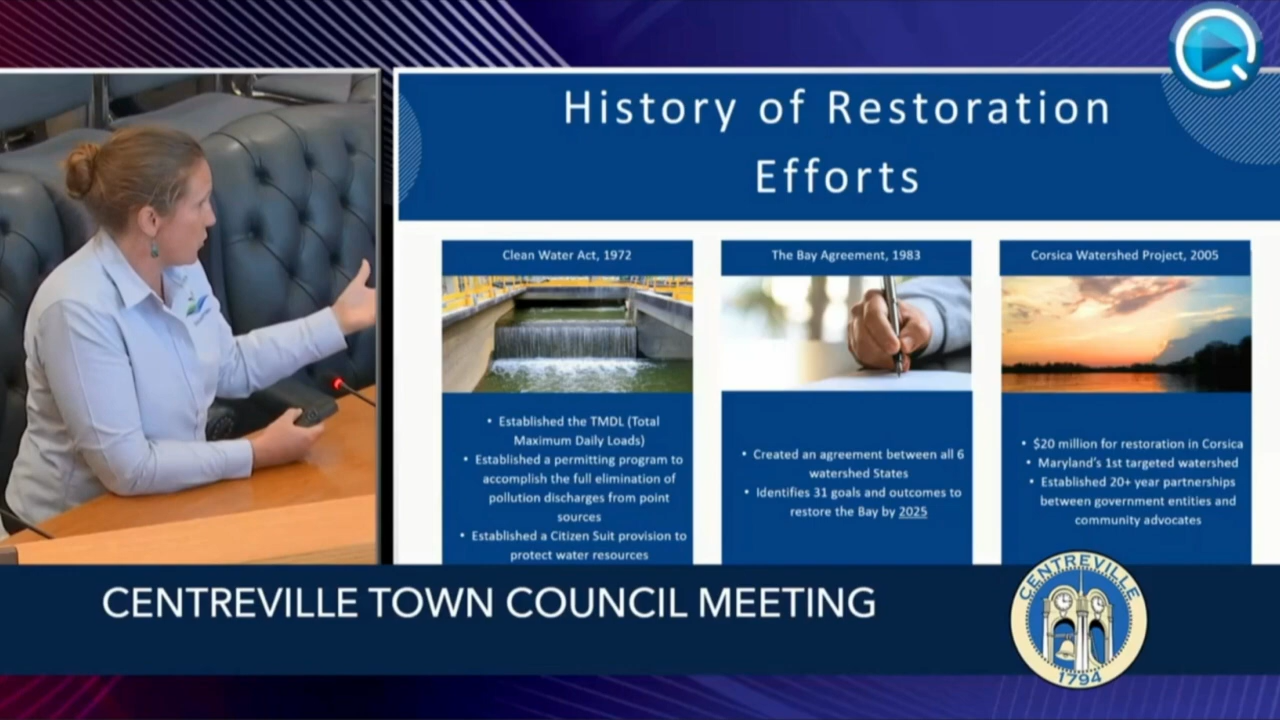 History of Restoration
Efforts
Clean Water Act, 1972
• Established the TMDL (Total
Maximum Daily Loads)
• Established a permitting program to
accomplish the full elimination of
pollution discharges from point
sources
• Established a Citizen Suit provision to
protect water resources
The Bay Agreement, 1983
• Created an agreement between all 6
watershed States
• Identifies 31 goals and outcomes to
restore the Bay by 2025
Corsica Watershed Project, 2005
• $20 million for restoration in Corsica
• Maryland's 1st targeted watershed
• Established 20+ year partnerships
between government entities and
community advocates
CENTREVILLE TOWN COUNCIL MEETING
CENTREVILLE
1794